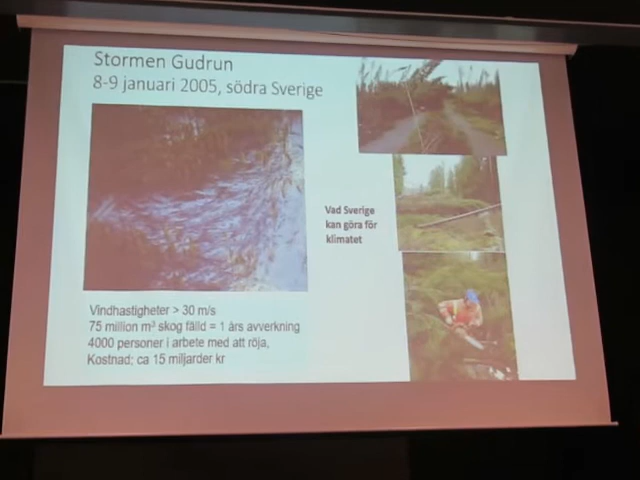 Stormen Gudrun
8-9 januari 2005, södra Sverige
Vad Sverige
kan göra för
klimatet
Vindhastigheter > 30 m/s
75 million m³ skog fälld = 1 års avverkning
4000 personer i arbete med att röja,
Kostnad: ca 15 miljarder kr